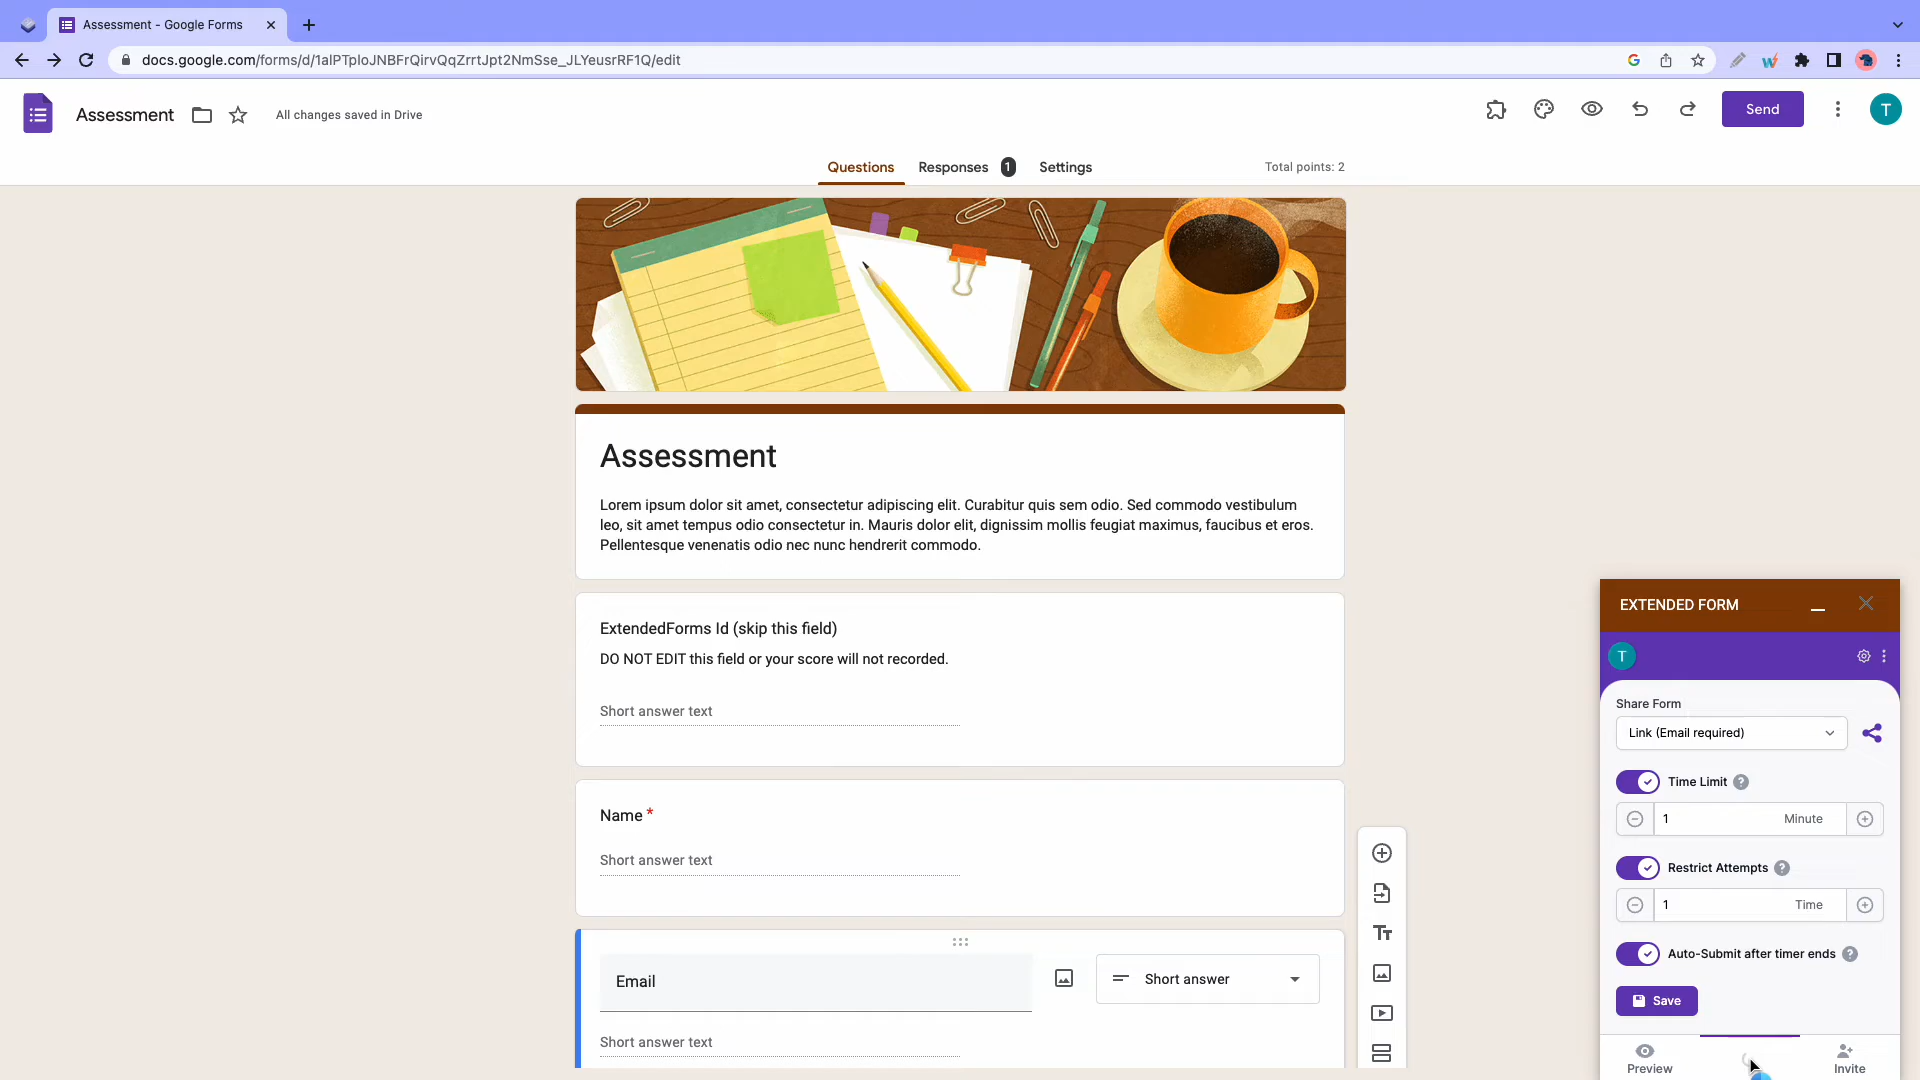 Assessment - Google Forms
docs.google.com/forms/d/1alPTploJNBFrQirvQqZrrtJpt2NmSse_JLYeusrRF1Q/edit
Assessment
All changes saved in Drive
Send
T
Questions
Responses 1
Settings
Total points: 2
Assessment
Lorem ipsum dolor sit amet, consectetur adipiscing elit. Curabitur quis sem odio. Sed commodo vestibulum
leo, sit amet tempus odio consectetur in. Mauris dolor elit, dignissim mollis feugiat maximus, faucibus et eros.
Pellentesque venenatis odio nec nunc hendrerit commodo.
ExtendedForms Id (skip this field)
DO NOT EDIT this field or your score will not recorded.
Short answer text
Name *
Short answer text
Email
Short answer
Short answer text
EXTENDED FORM
T
Share Form
Link (Email required)
Time Limit ?
1 Minute
Restrict Attempts ?
1 Time
Auto-Submit after timer ends ?
Save
Preview
Invite